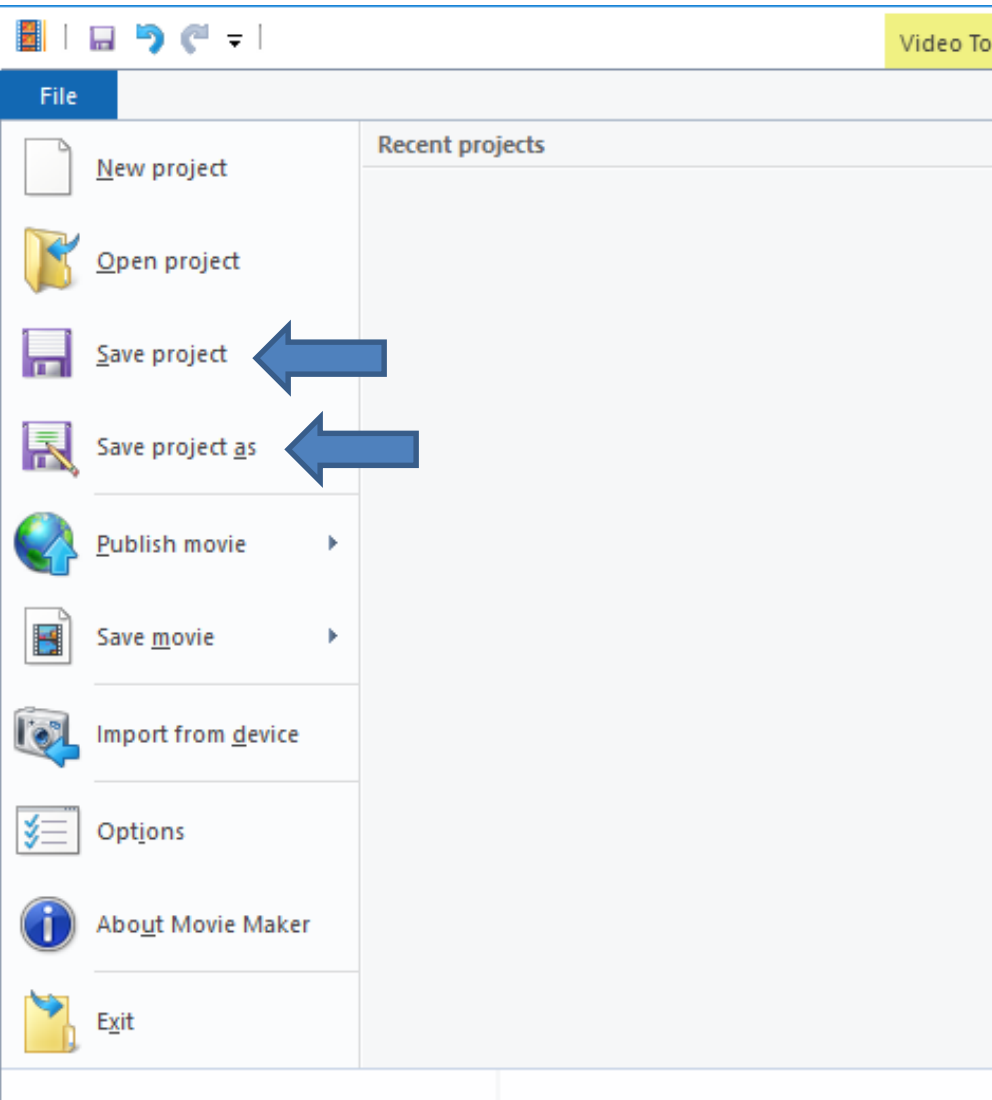 Video To
File
Recent projects
New project
Open project
Save project
Save project as
Publish movie
Save movie
Import from device
Options
About Movie Maker
Exit